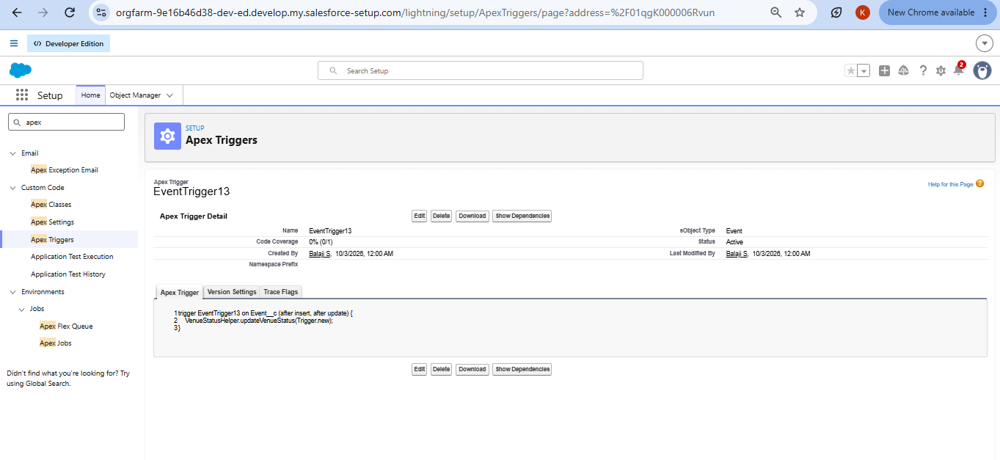 orgfarm-9e16b46d38-dev-ed.develop.my.salesforce-setup.com/lightning/setup/ApexTriggers/page?address=%2F01qgK000006Rvun
K
New Chrome available
Developer Edition
Search Setup
2
Setup
Home
Object Manager
apex
Email
Apex Exception Email
Custom Code
Apex Classes
Apex Settings
Apex Triggers
Application Test Execution
Application Test History
Environments
Jobs
Apex Flex Queue
Apex Jobs
Didn't find what you're looking for? Try
using Global Search.
SETUP
Apex Triggers
Apex Trigger
EventTrigger13
Help for this Page
Apex Trigger Detail
Edit Delete Download Show Dependencies
Name EventTrigger13 sObject Type Event
Code Coverage 0% (0/1) Status Active
Created By Balaji S, 10/3/2026, 12:00 AM Last Modified By Balaji S, 10/3/2026, 12:00 AM
Namespace Prefix
Apex Trigger Version Settings Trace Flags
1 trigger EventTrigger13 on Event__c (after insert, after update) {
2 VenueStatusHelper.updateVenueStatus(Trigger.new);
3 }
Edit Delete Download Show Dependencies